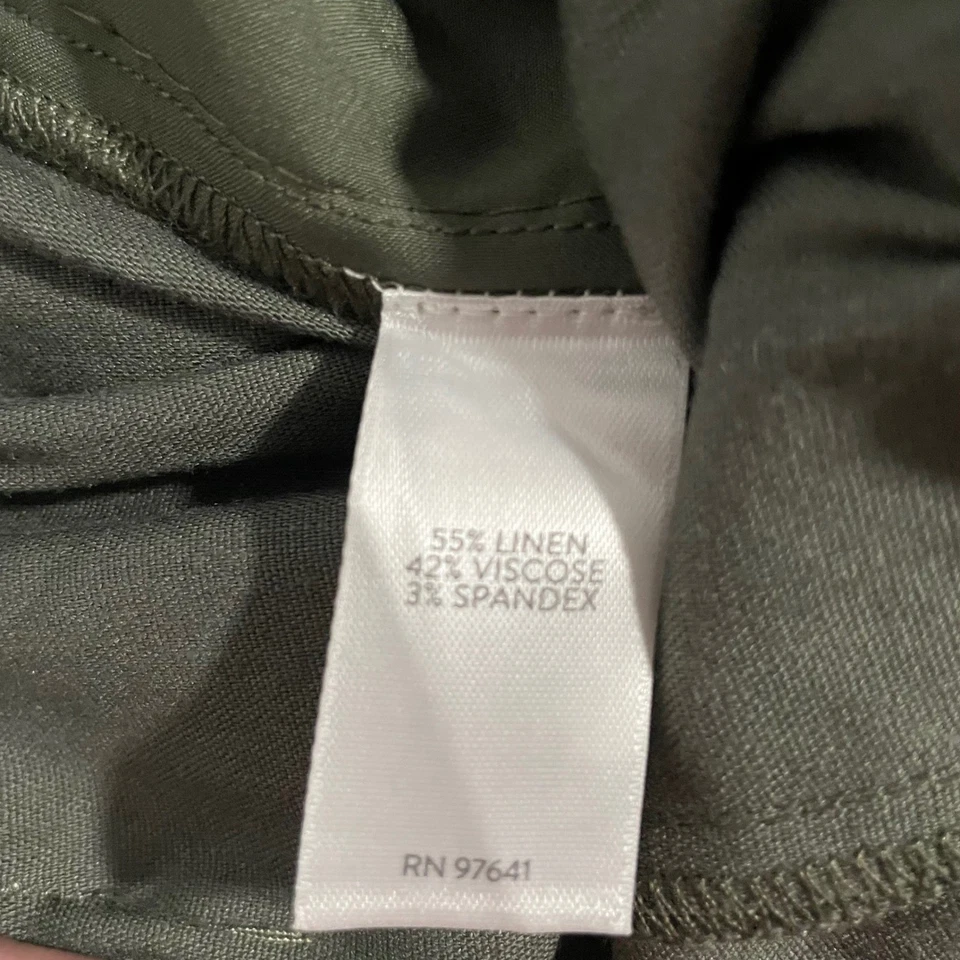 55% LINEN
42% VISCOSE
3% SPANDEX
RN 97641